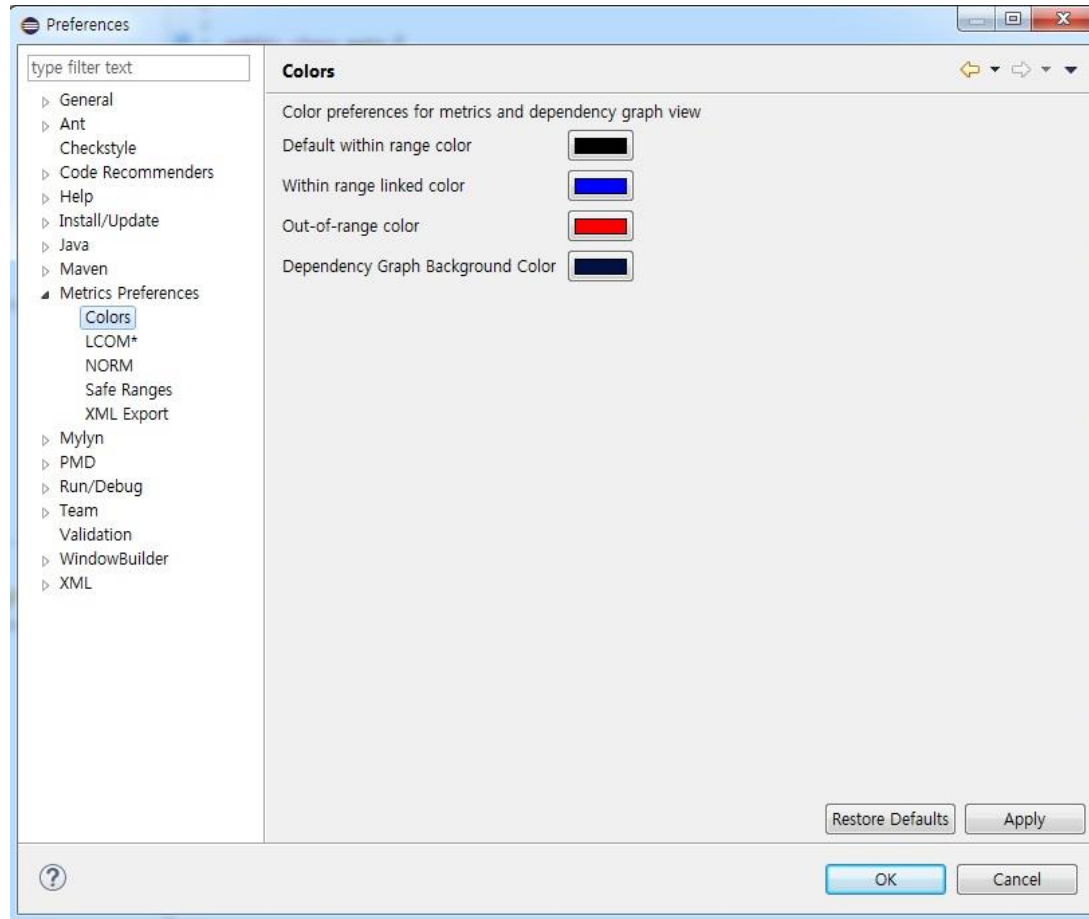 Preferences
type filter text
General
Ant
Checkstyle
Code Recommenders
Help
Install/Update
Java
Maven
Metrics Preferences
Colors
LCOM*
NORM
Safe Ranges
XML Export
Mylyn
PMD
Run/Debug
Team
Validation
WindowBuilder
XML
Colors
Color preferences for metrics and dependency graph view
Default within range color
Within range linked color
Out-of-range color
Dependency Graph Background Color
Restore Defaults
Apply
OK
Cancel